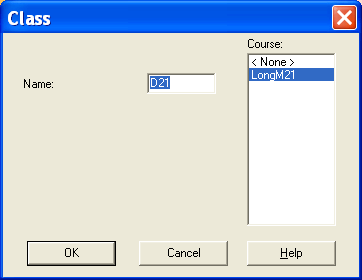 Class
Course:
< None >
LongM21
Name:
D21
OK
Cancel
Help